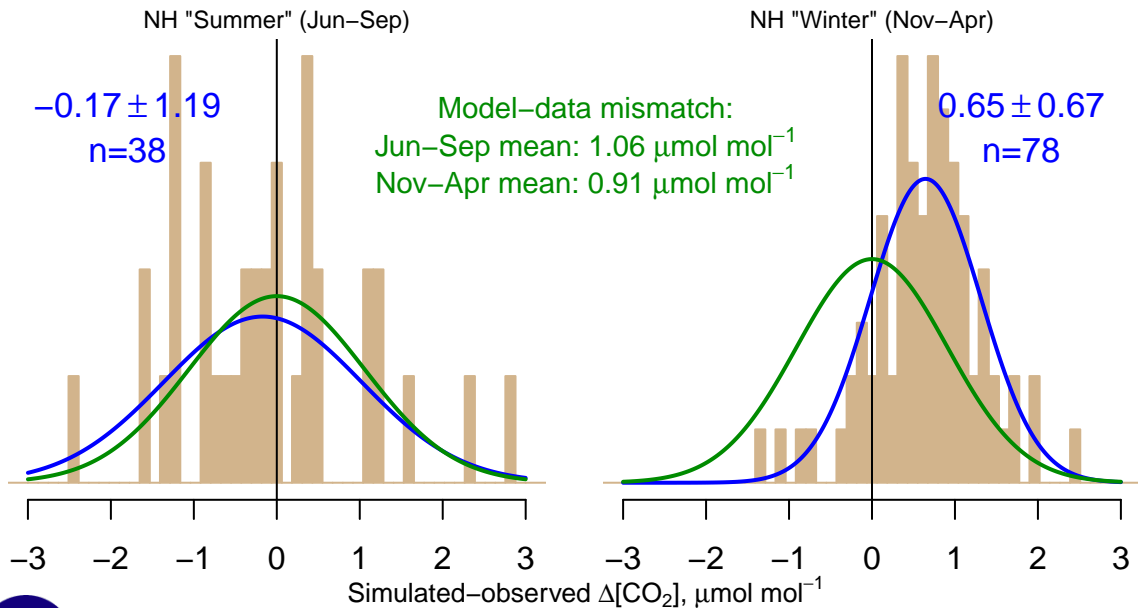 NH "Summer" (Jun−Sep)
−0.17 ± 1.19
n=38
Model−data mismatch:
Jun−Sep mean: 1.06 μmol mol⁻¹
Nov−Apr mean: 0.91 μmol mol⁻¹
NH "Winter" (Nov−Apr)
0.65 ± 0.67
n=78
−3 −2 −1 0 1 2 3
−3 −2 −1 0 1 2 3
Simulated−observed Δ[CO₂], μmol mol⁻¹